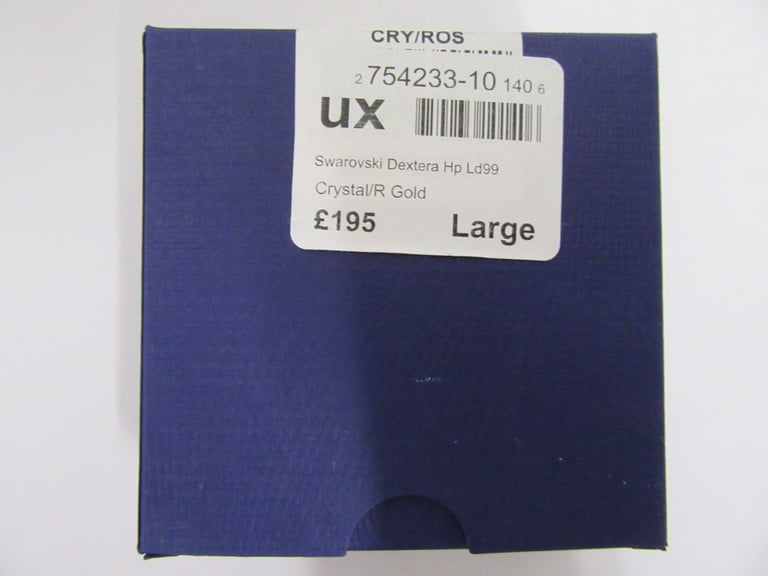 CRY/ROS
2 754233-10 140 6
ux
Swarovski Dextera Hp Ld99
Crystal/R Gold
£195 Large